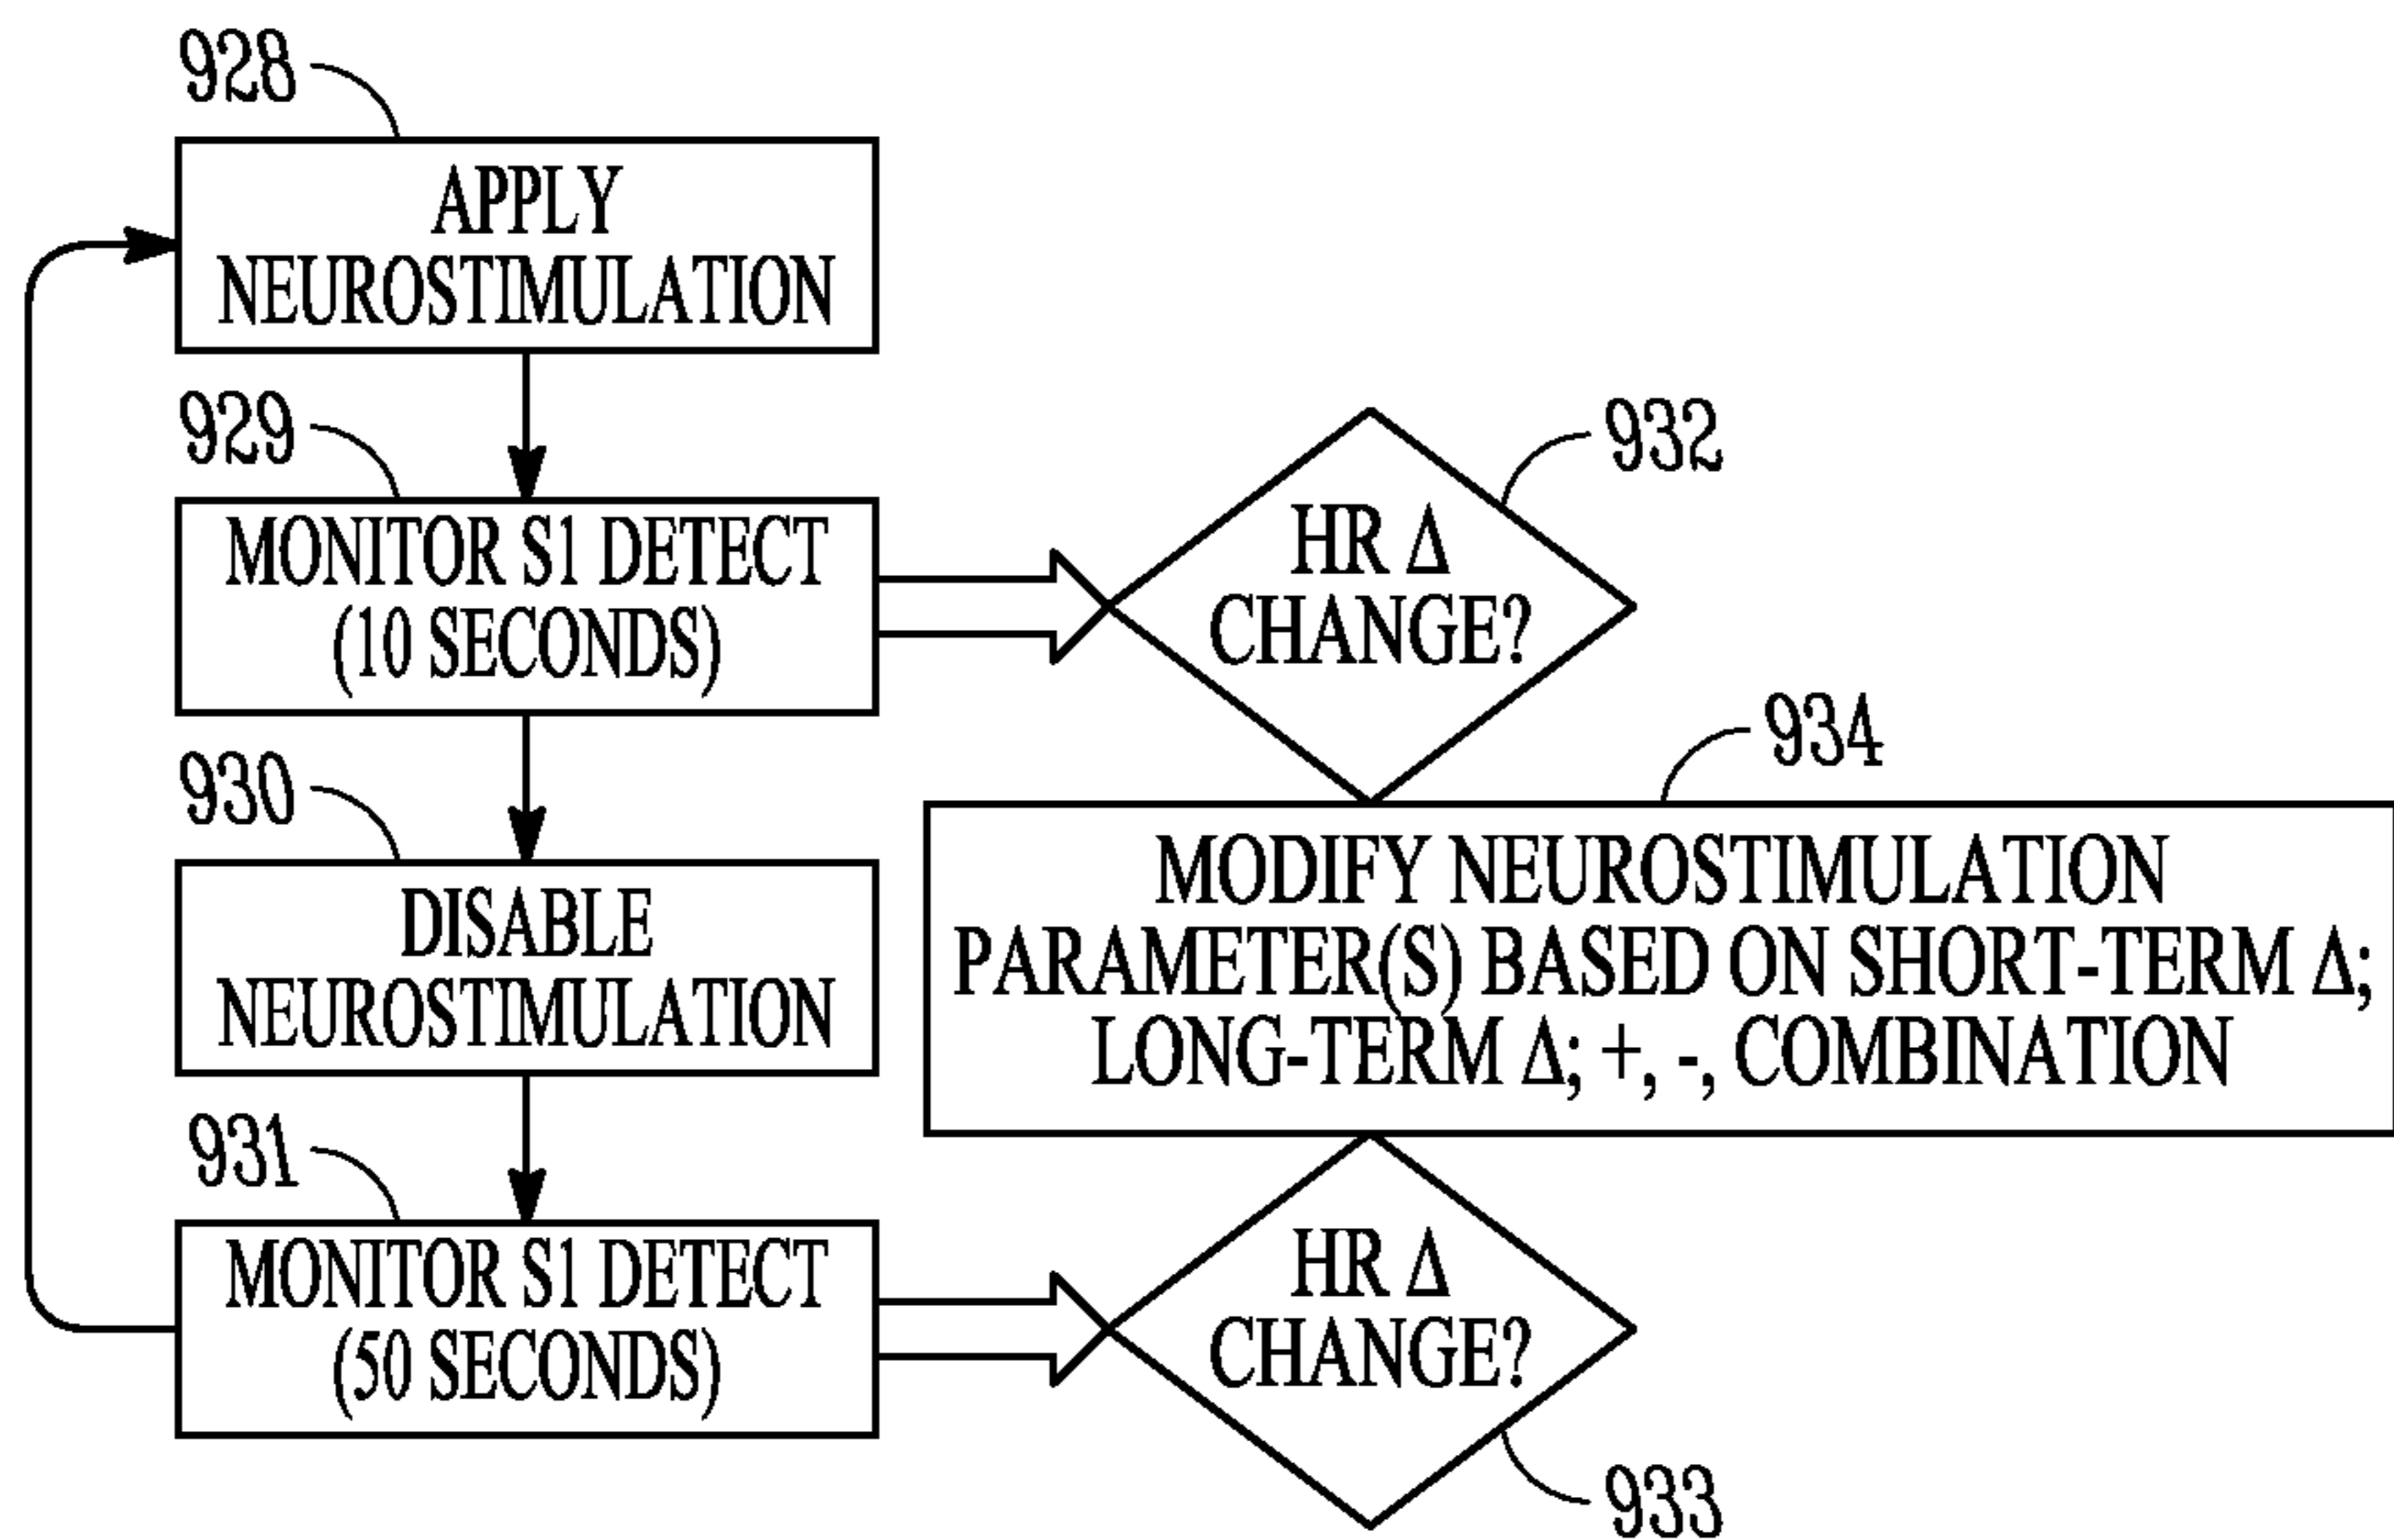 928
APPLY
NEUROSTIMULATION
929
MONITOR S1 DETECT
(10 SECONDS)
932
HR Δ
CHANGE?
930
DISABLE
NEUROSTIMULATION
934
MODIFY NEUROSTIMULATION
PARAMETER(S) BASED ON SHORT-TERM Δ;
LONG-TERM Δ; +, -, COMBINATION
931
MONITOR S1 DETECT
(50 SECONDS)
HR Δ
CHANGE?
933